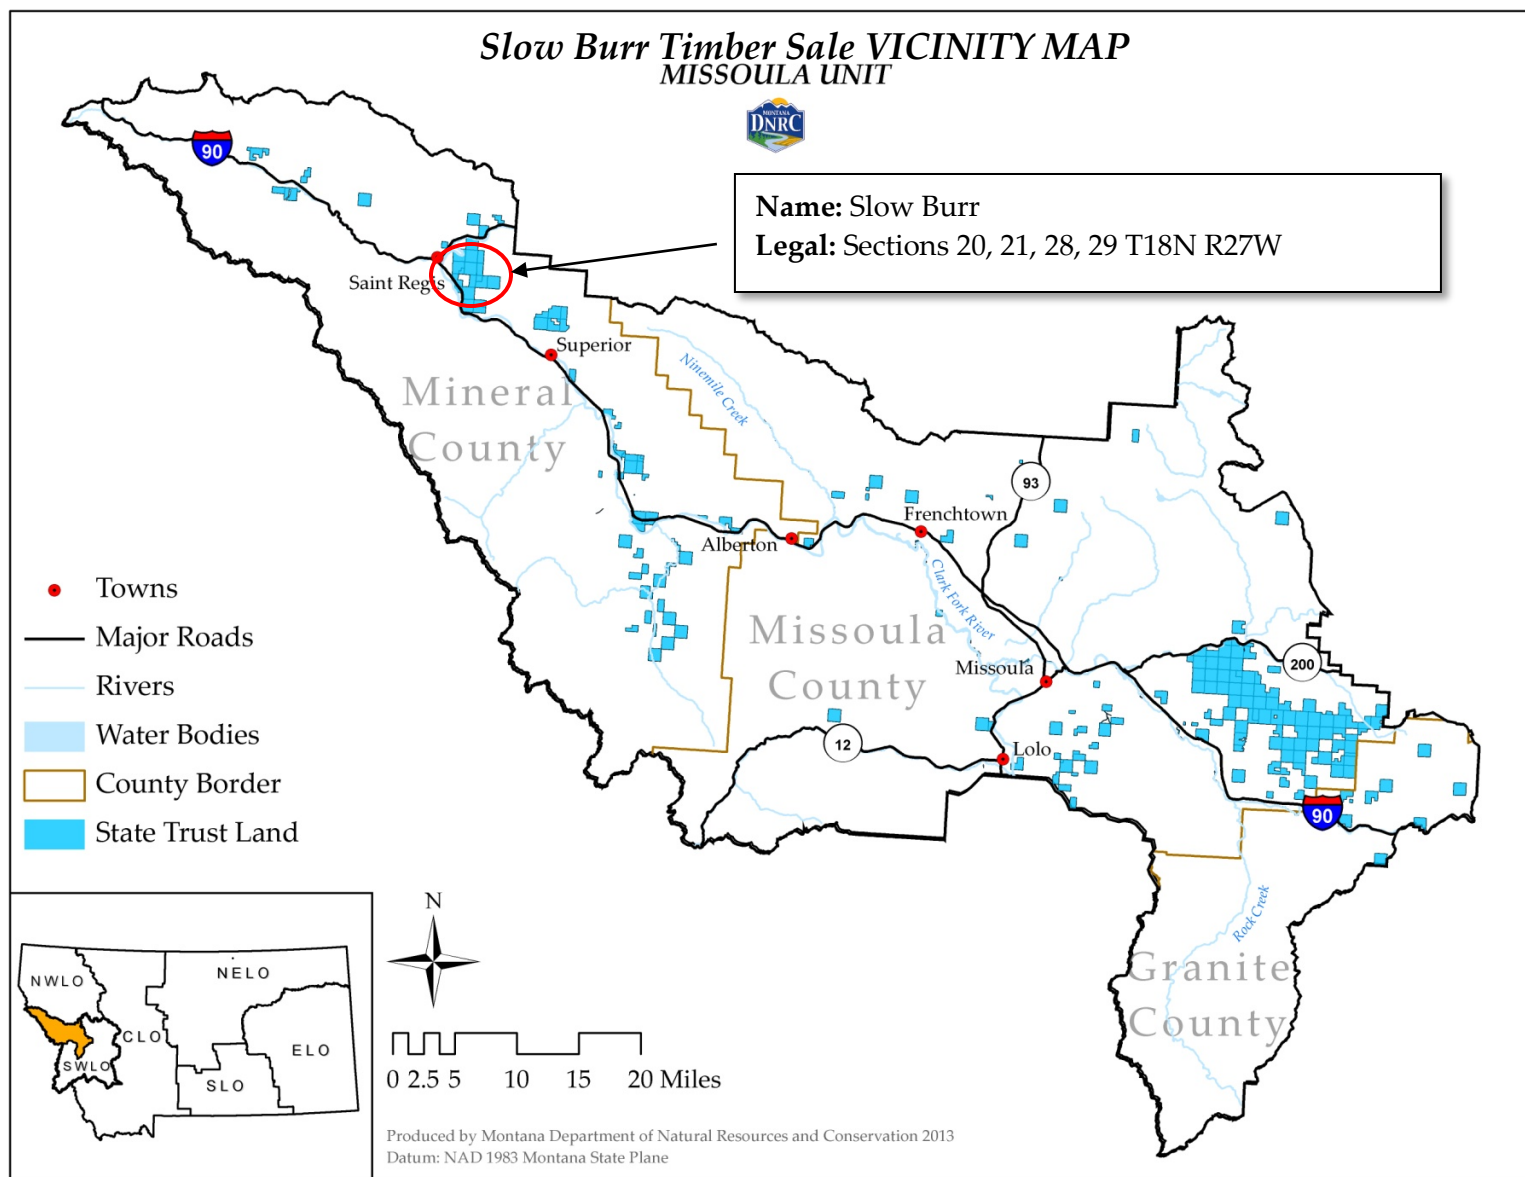 Slow Burr Timber Sale VICINITY MAP
MISSOULA UNIT
MONTANA
DNRC
90
Name: Slow Burr
Legal: Sections 20, 21, 28, 29 T18N R27W
Saint Regis
Superior
Mineral
County
Ninemile Creek
93
Frenchtown
Alberton
Clark Fork River
Missoula
County
Missoula
200
12
Lolo
90
Rock Creek
Granite
County
Towns
Major Roads
Rivers
Water Bodies
County Border
State Trust Land
NWLO
NELO
CLO
SWLO
ELO
SLO
N
0 2.5 5 10 15 20 Miles
Produced by Montana Department of Natural Resources and Conservation 2013
Datum: NAD 1983 Montana State Plane